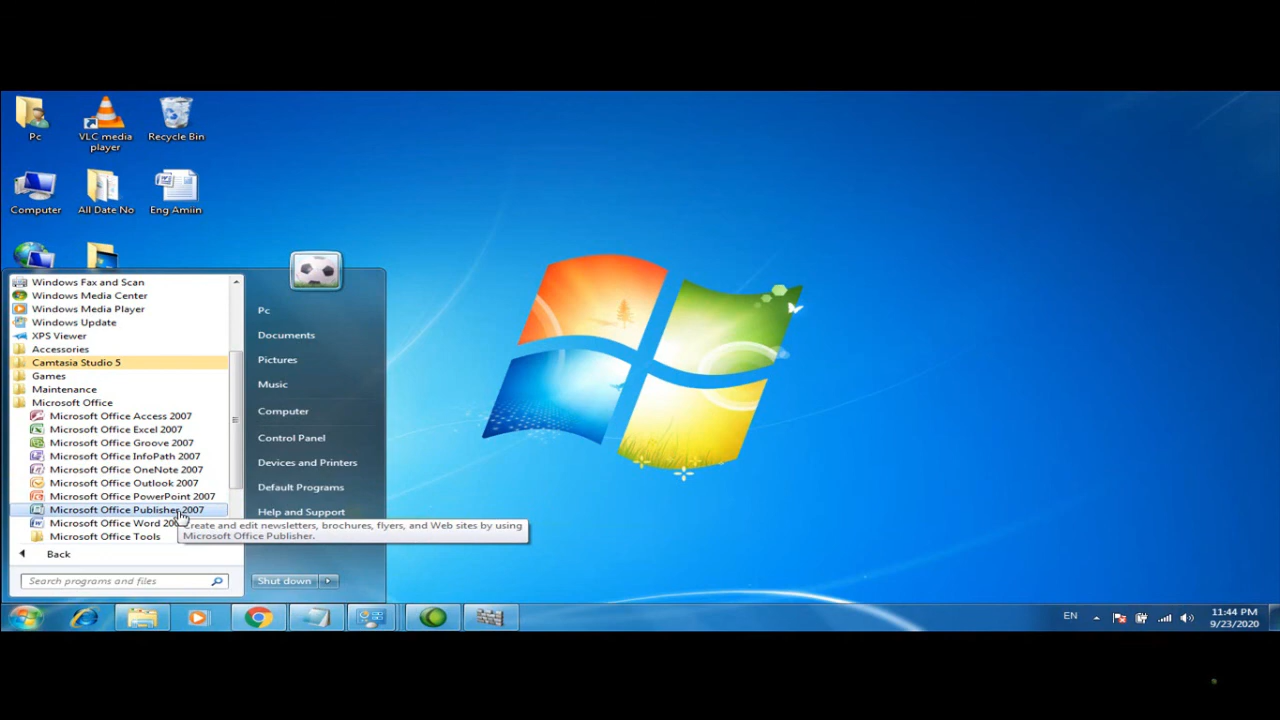 Pc
VLC media player
Recycle Bin
Computer
All Date No
Eng Amiin
Windows Fax and Scan
Windows Media Center
Windows Media Player
Windows Update
XPS Viewer
Accessories
Camtasia Studio 5
Games
Maintenance
Microsoft Office
Microsoft Office Access 2007
Microsoft Office Excel 2007
Microsoft Office Groove 2007
Microsoft Office InfoPath 2007
Microsoft Office OneNote 2007
Microsoft Office Outlook 2007
Microsoft Office PowerPoint 2007
Microsoft Office Publisher 2007
Microsoft Office Word 20
Microsoft Office Tools
Back
Search programs and files
Pc
Documents
Pictures
Music
Computer
Control Panel
Devices and Printers
Default Programs
Help and Support
Create and edit newsletters, brochures, flyers, and Web sites by using
Microsoft Office Publisher.
Shut down
EN
11:44 PM
9/23/2020